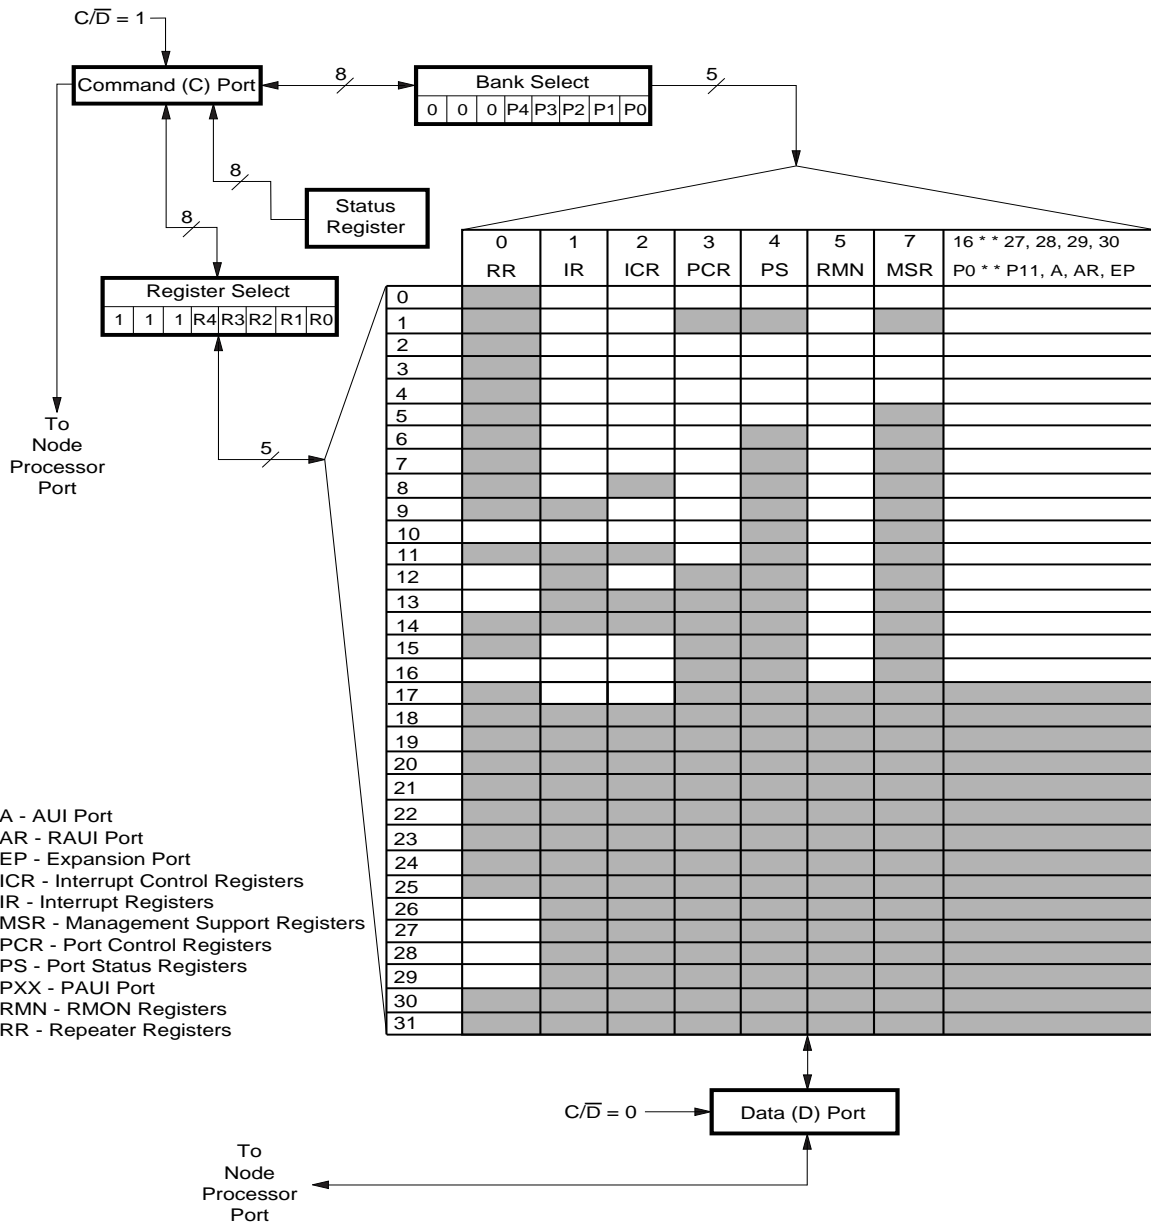 C/D̅ = 1
Command (C) Port
8
Bank Select
0 0 0 P4 P3 P2 P1 P0
5
8
Status
Register
8
Register Select
1 1 1 R4 R3 R2 R1 R0
5
To
Node
Processor
Port
0 1 2 3 4 5 7 16 * * 27, 28, 29, 30
RR IR ICR PCR PS RMN MSR P0 * * P11, A, AR, EP
0
1
2
3
4
5
6
7
8
9
10
11
12
13
14
15
16
17
18
19
20
21
22
23
24
25
26
27
28
29
30
31
A - AUI Port
AR - RAUI Port
EP - Expansion Port
ICR - Interrupt Control Registers
IR - Interrupt Registers
MSR - Management Support Registers
PCR - Port Control Registers
PS - Port Status Registers
PXX - PAUI Port
RMN - RMON Registers
RR - Repeater Registers
C/D̅ = 0
Data (D) Port
To
Node
Processor
Port